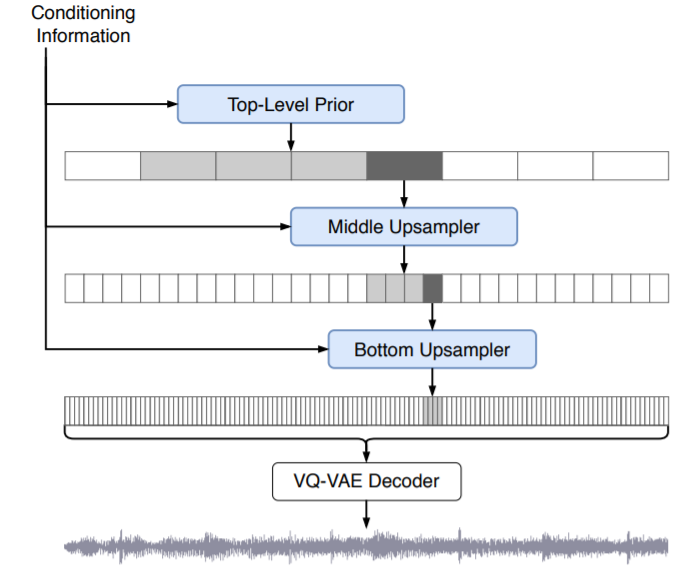 Conditioning
Information
Top-Level Prior
Middle Upsampler
Bottom Upsampler
VQ-VAE Decoder